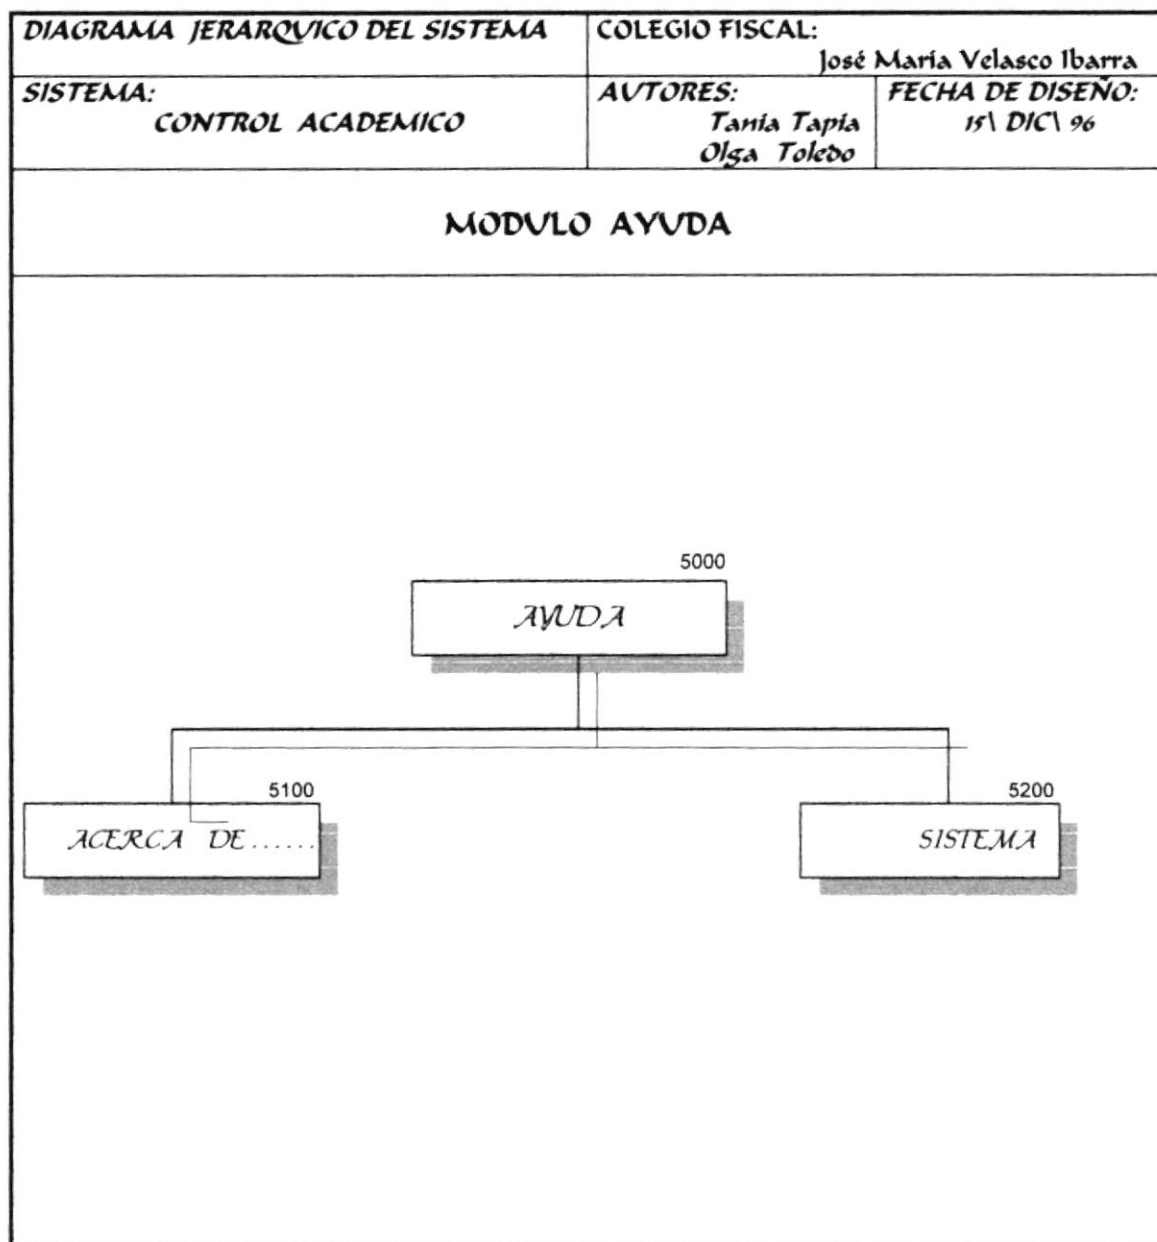 DIAGRAMA JERARQUICO DEL SISTEMA
COLEGIO FISCAL:
José María Velasco Ibarra
SISTEMA:
CONTROL ACADEMICO
AUTORES:
Tania Tapia
Olga Toledo
FECHA DE DISEÑO:
15\ DIC\ 96
MODULO AYUDA
5000
AYUDA
5100
ACERCA DE......
5200
SISTEMA